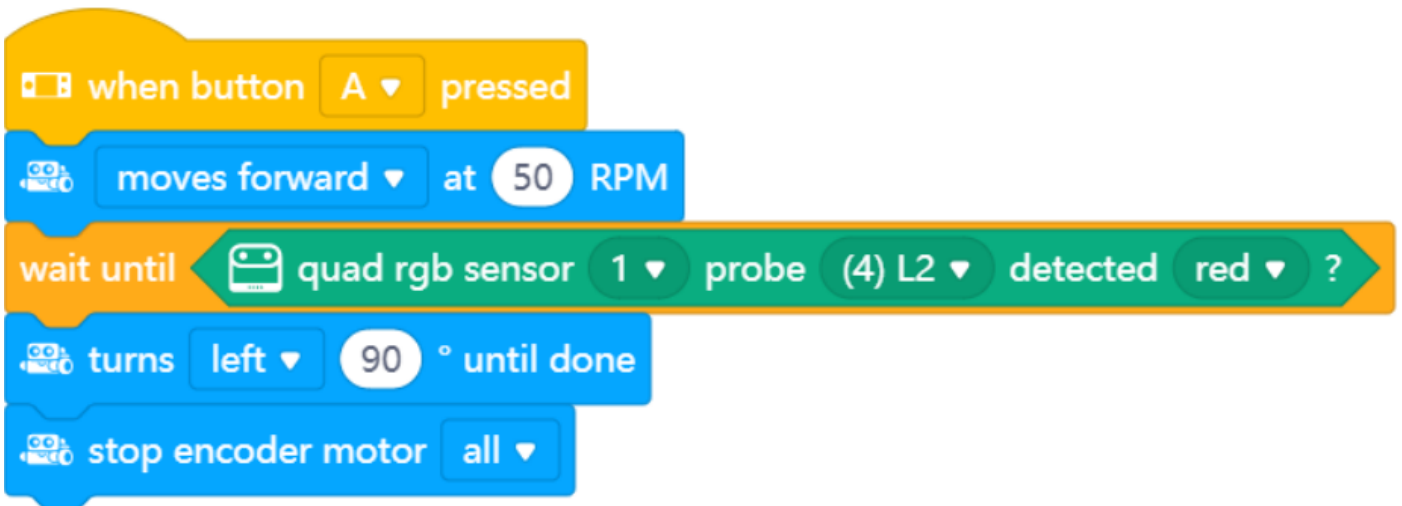 when button A pressed
moves forward at 50 RPM
wait until quad rgb sensor 1 probe (4) L2 detected red ?
turns left 90 ° until done
stop encoder motor all